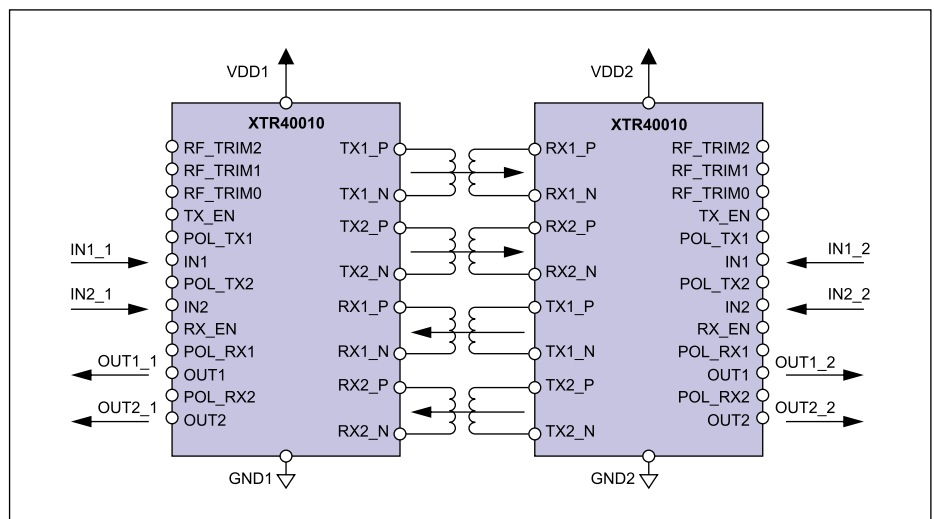 VDD1
VDD2
XTR40010
XTR40010
RF_TRIM2 TX1_P RX1_P RF_TRIM2
RF_TRIM1 RF_TRIM1
RF_TRIM0 TX1_N RX1_N RF_TRIM0
TX_EN TX2_P RX2_P TX_EN
POL_TX1 POL_TX1
IN1_1 IN1 TX2_N RX2_N IN1 IN1_2
POL_TX2 POL_TX2
IN2_1 IN2 RX1_P TX1_P IN2 IN2_2
RX_EN RX_EN
POL_RX1 RX1_N TX1_N POL_RX1
OUT1_1 OUT1 OUT1 OUT1_2
POL_RX2 RX2_P TX2_P POL_RX2
OUT2_1 OUT2 RX2_N TX2_N OUT2 OUT2_2
GND1
GND2